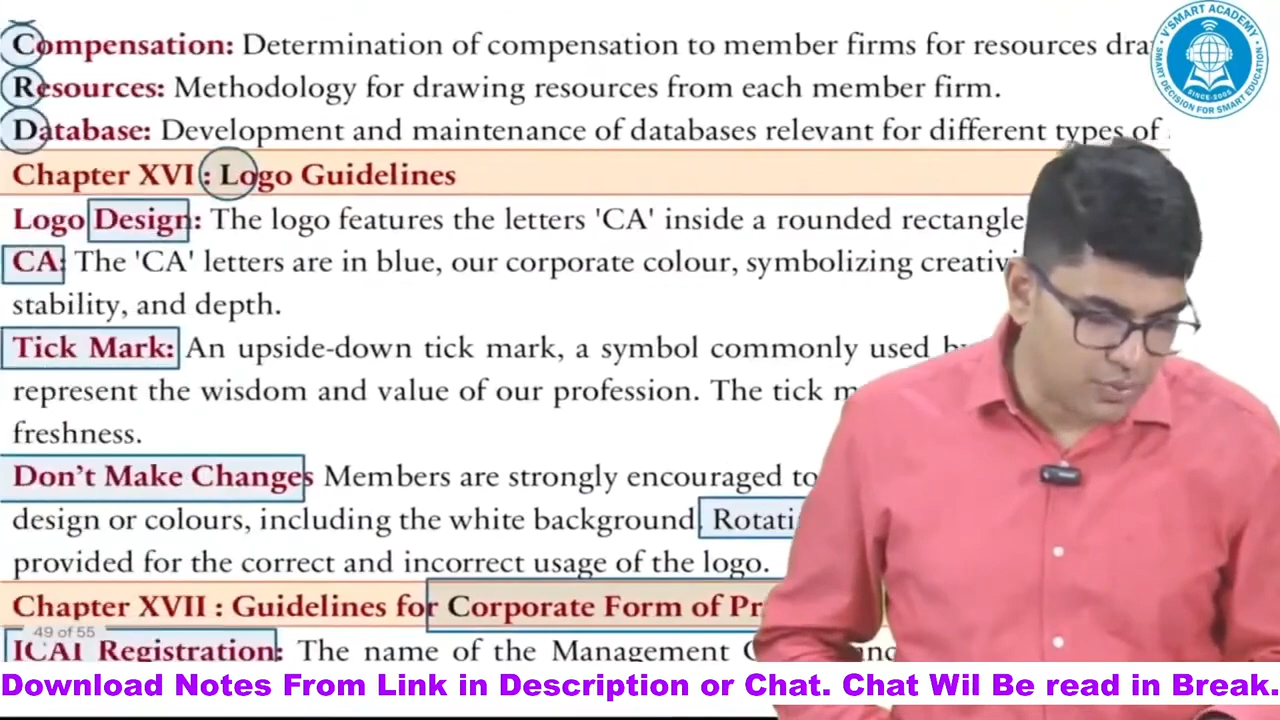 Compensation: Determination of compensation to member firms for resources
Resources: Methodology for drawing resources from each member firm.
Database: Development and maintenance of databases relevant for different types of
Chapter XVI : Logo Guidelines
Logo Design: The logo features the letters 'CA' inside a rounded rectangle
CA: The 'CA' letters are in blue, our corporate colour, symbolizing
stability, and depth.
Tick Mark: An upside-down tick mark, a symbol commonly used
represent the wisdom and value of our profession. The tick
freshness.
Don't Make Changes Members are strongly encouraged to
design or colours, including the white background.
provided for the correct and incorrect usage of the logo.
Chapter XVII : Guidelines for Corporate Form of
49 of 55
ICAI Registration: The name of the Management
Download Notes From Link in Description or Chat. Chat Wil Be read in Break.
V'SMART ACADEMY
SINCE-2005
SMART DECISION FOR SMART EDUCATION